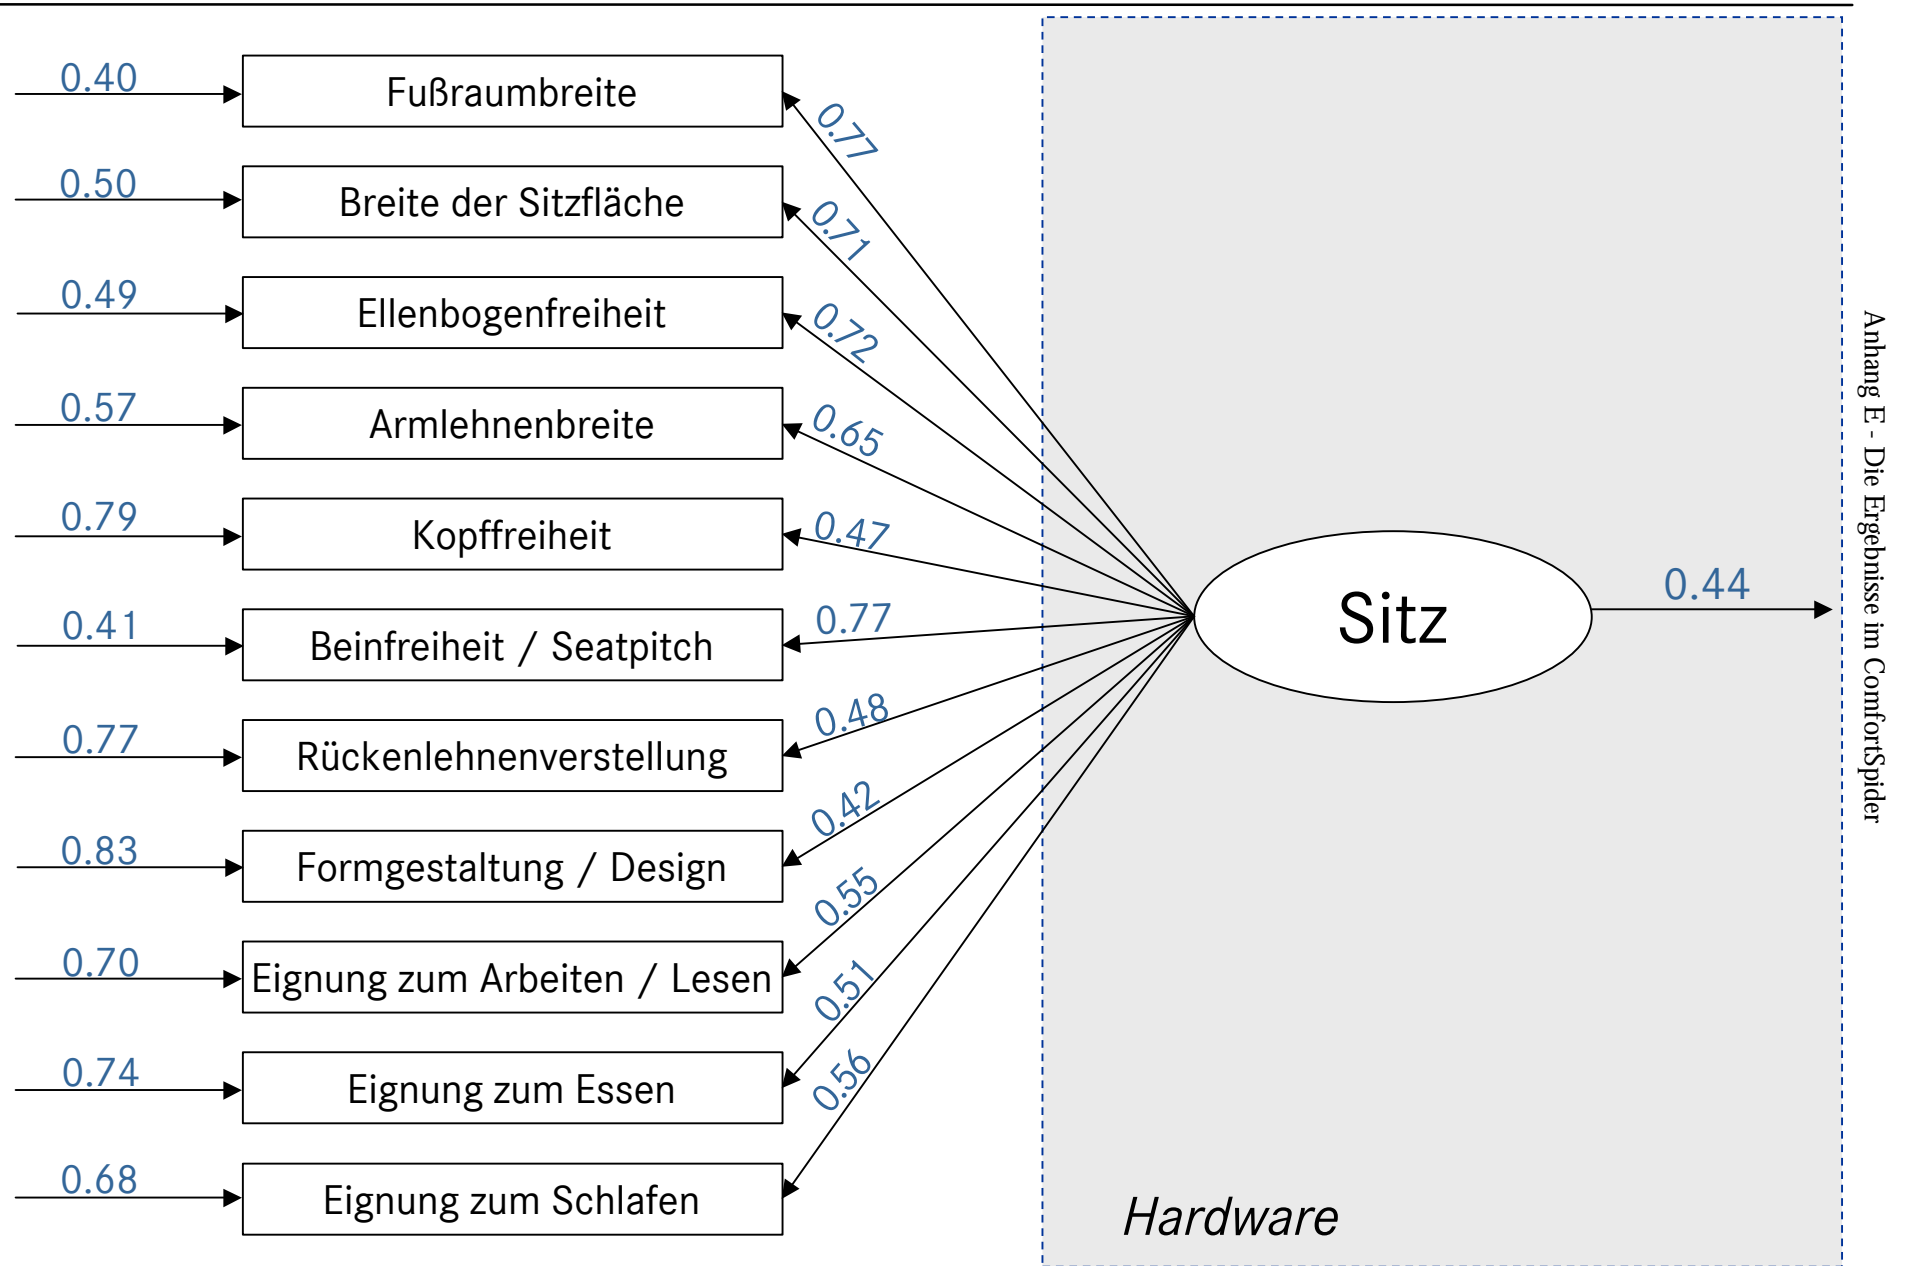 0.40
Fußraumbreite
0.77
0.50
Breite der Sitzfläche
0.71
0.49
Ellenbogenfreiheit
0.72
0.57
Armlehnenbreite
0.65
0.79
Kopffreiheit
0.47
0.41
Beinfreiheit / Seatpitch
0.77
0.77
Rückenlehnenverstellung
0.48
0.83
Formgestaltung / Design
0.42
0.70
Eignung zum Arbeiten / Lesen
0.55
0.74
Eignung zum Essen
0.51
0.68
Eignung zum Schlafen
0.56
Sitz
0.44
Hardware
Anhang E - Die Ergebnisse im ComfortSpider